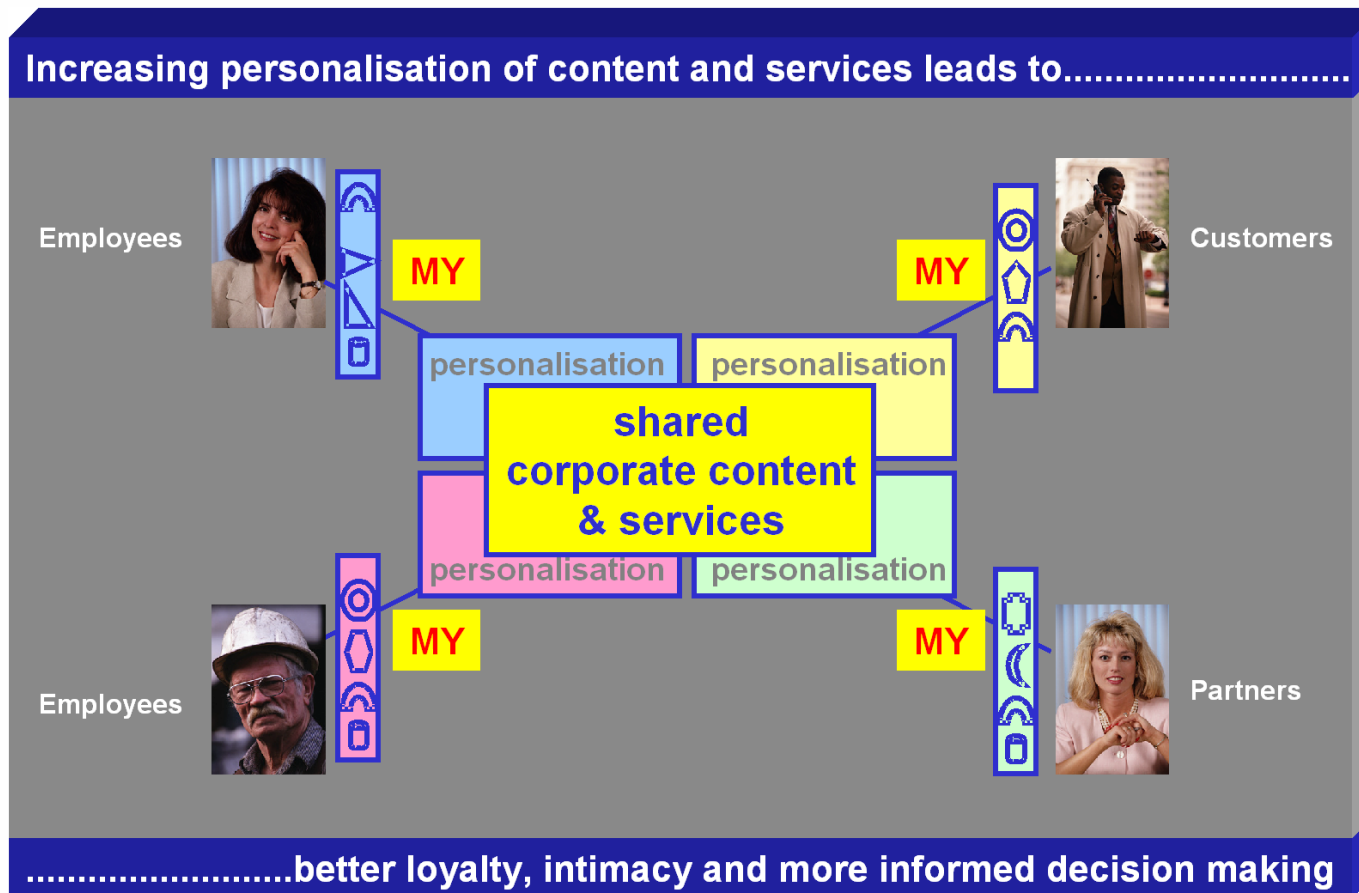 Increasing personalisation of content and services leads to............................
Employees
MY
MY
Customers
personalisation
personalisation
shared
corporate content
& services
personalisation
personalisation
Employees
MY
MY
Partners
..........................better loyalty, intimacy and more informed decision making